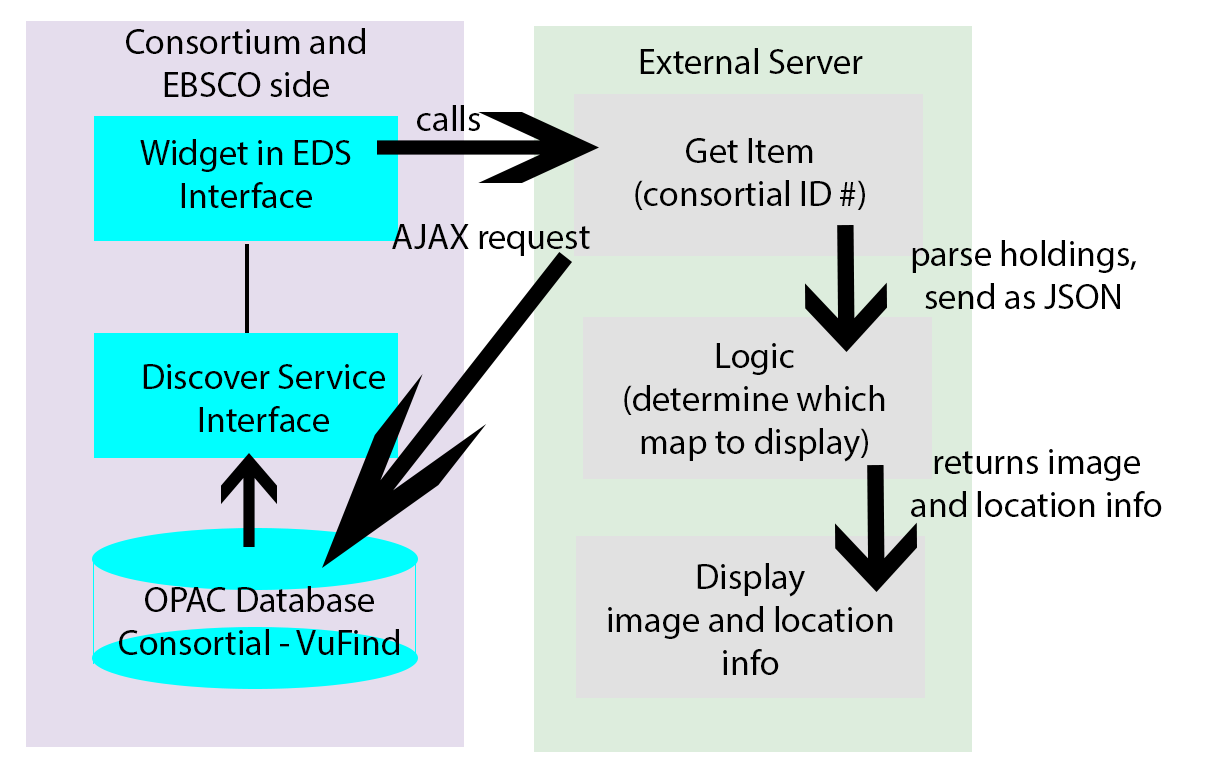 Consortium and
EBSCO side
Widget in EDS
Interface
Discover Service
Interface
OPAC Database
Consortial - VuFind
calls
AJAX request
External Server
Get Item
(consortial ID #)
parse holdings,
send as JSON
Logic
(determine which
map to display)
returns image
and location info
Display
image and location
info